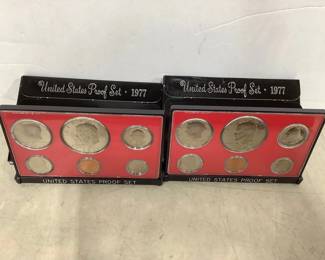 United States Proof Set · 1977
United States Proof Set · 1977
UNITED STATES PROOF SET
UNITED STATES PROOF SET